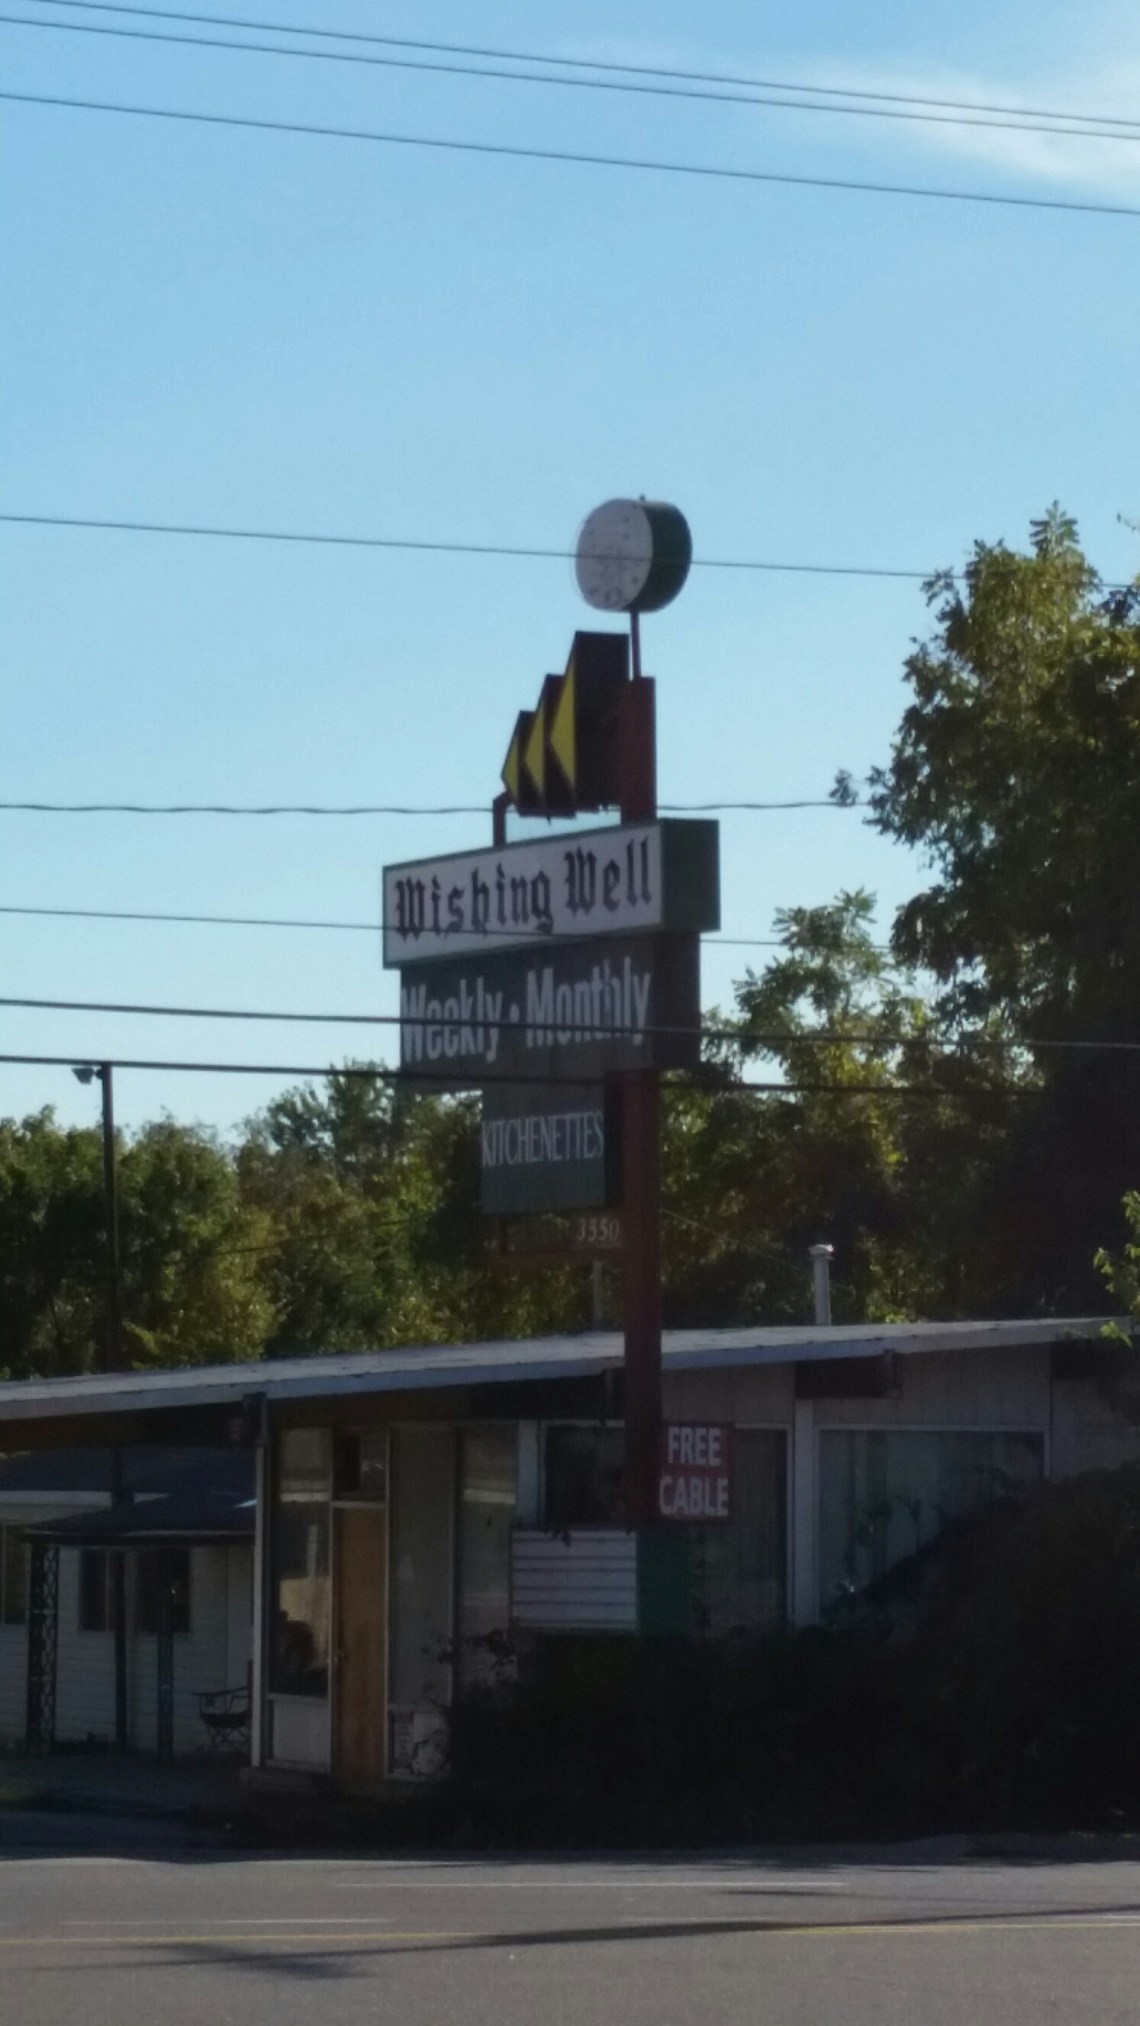 Wishing Well
Weekly • Monthly
KITCHENETTES
3550
FREE
CABLE